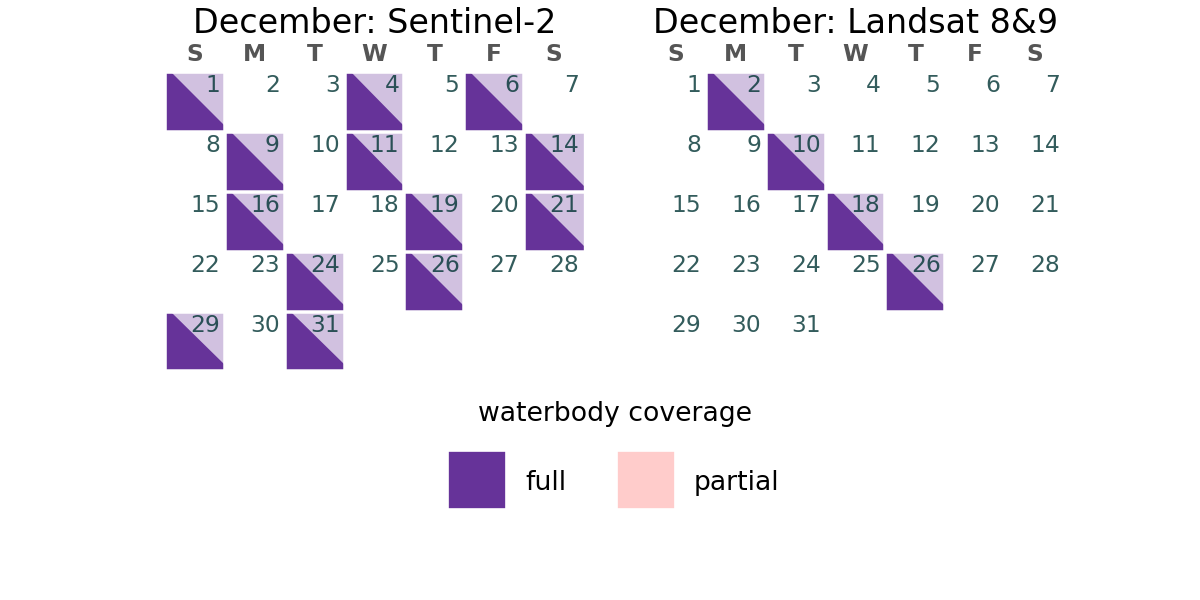 December: Sentinel-2
S M T W T F S
1 2 3 4 5 6 7
8 9 10 11 12 13 14
15 16 17 18 19 20 21
22 23 24 25 26 27 28
29 30 31
December: Landsat 8&9
S M T W T F S
1 2 3 4 5 6 7
8 9 10 11 12 13 14
15 16 17 18 19 20 21
22 23 24 25 26 27 28
29 30 31
waterbody coverage
full
partial